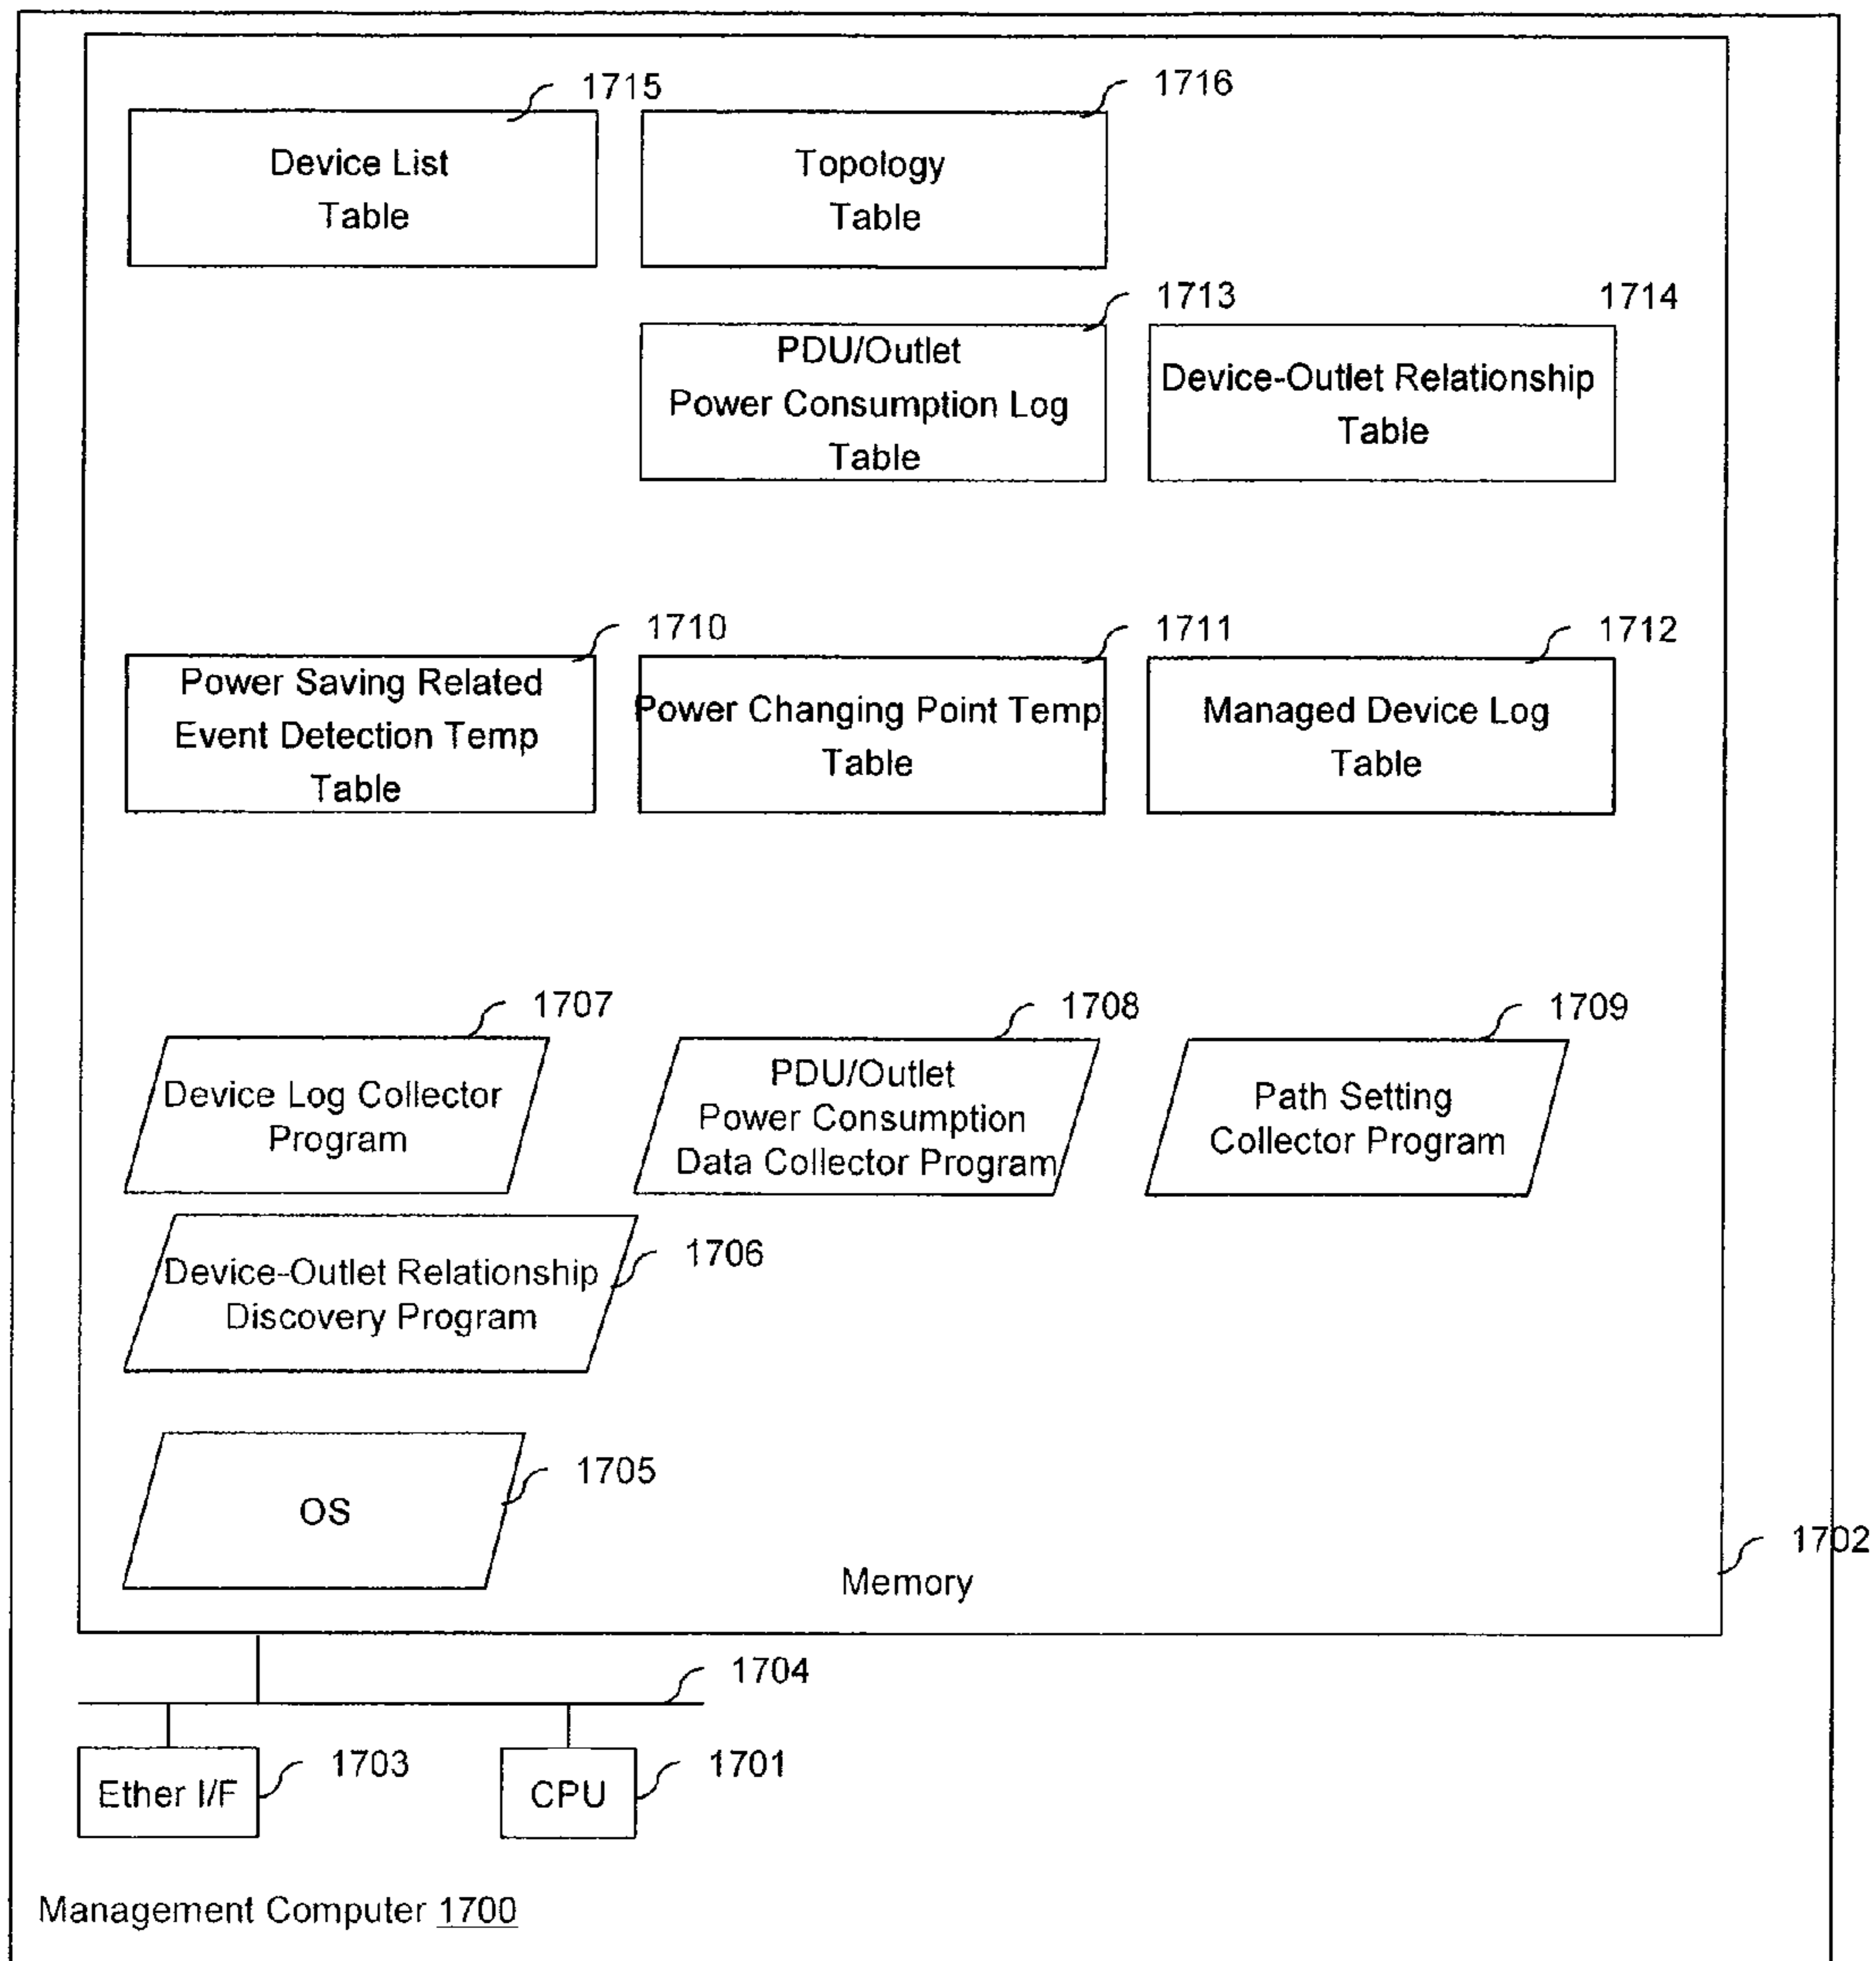 1715
1716
Device List
Table
Topology
Table
1713
1714
PDU/Outlet
Power Consumption Log
Table
Device-Outlet Relationship
Table
1710
1711
1712
Power Saving Related
Event Detection Temp
Table
Power Changing Point Temp
Table
Managed Device Log
Table
1707
1708
1709
Device Log Collector
Program
PDU/Outlet
Power Consumption
Data Collector Program
Path Setting
Collector Program
1706
Device-Outlet Relationship
Discovery Program
1705
OS
1702
Memory
1704
1703
1701
Ether I/F
CPU
Management Computer 1700